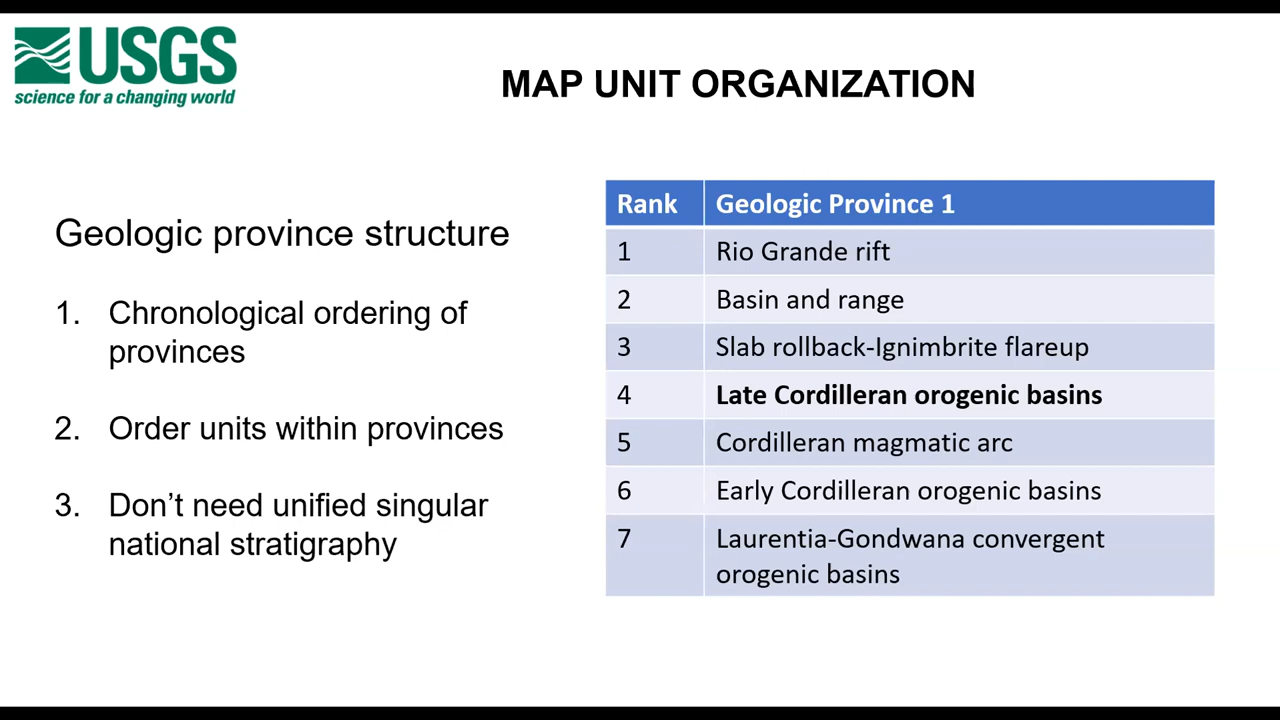 USGS
science for a changing world
MAP UNIT ORGANIZATION
Geologic province structure
1. Chronological ordering of
provinces
2. Order units within provinces
3. Don’t need unified singular
national stratigraphy
Rank Geologic Province 1
1 Rio Grande rift
2 Basin and range
3 Slab rollback-Ignimbrite flareup
4 Late Cordilleran orogenic basins
5 Cordilleran magmatic arc
6 Early Cordilleran orogenic basins
7 Laurentia-Gondwana convergent
orogenic basins